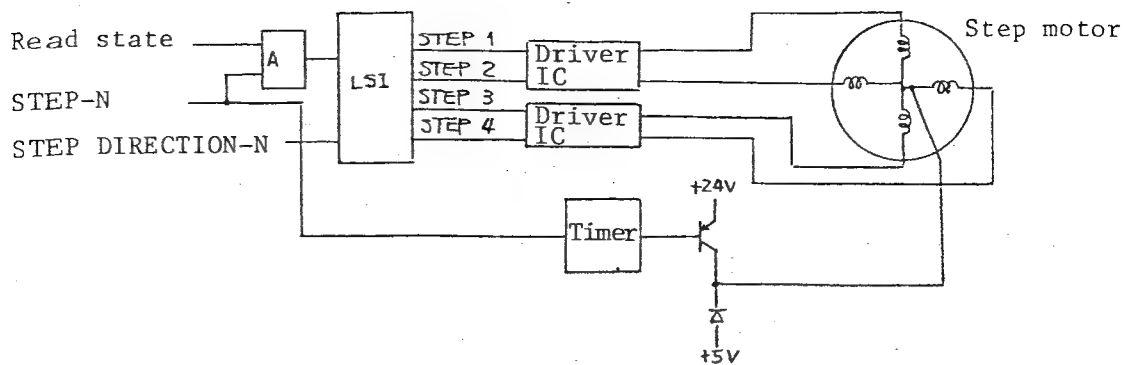 Read state
STEP-N
STEP DIRECTION-N
A
LSI
STEP 1
STEP 2
STEP 3
STEP 4
Driver
IC
Driver
IC
Step motor
Timer
+24V
+5V